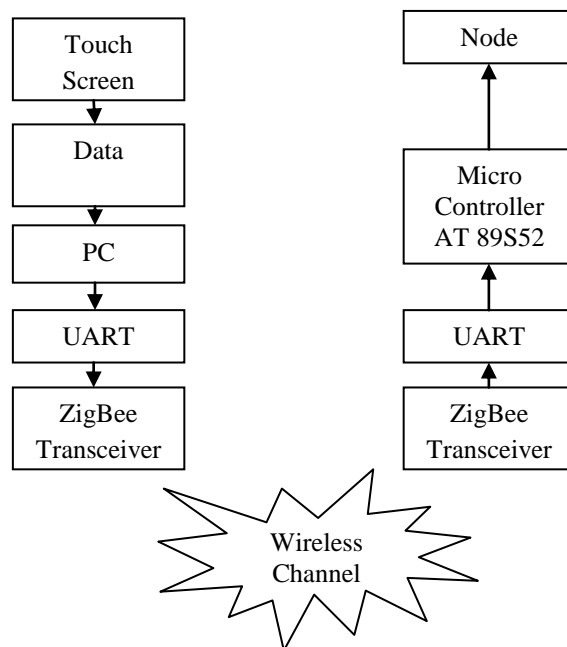 Touch
Screen
Data
PC
UART
ZigBee
Transceiver
Node
Micro
Controller
AT 89S52
UART
ZigBee
Transceiver
Wireless
Channel